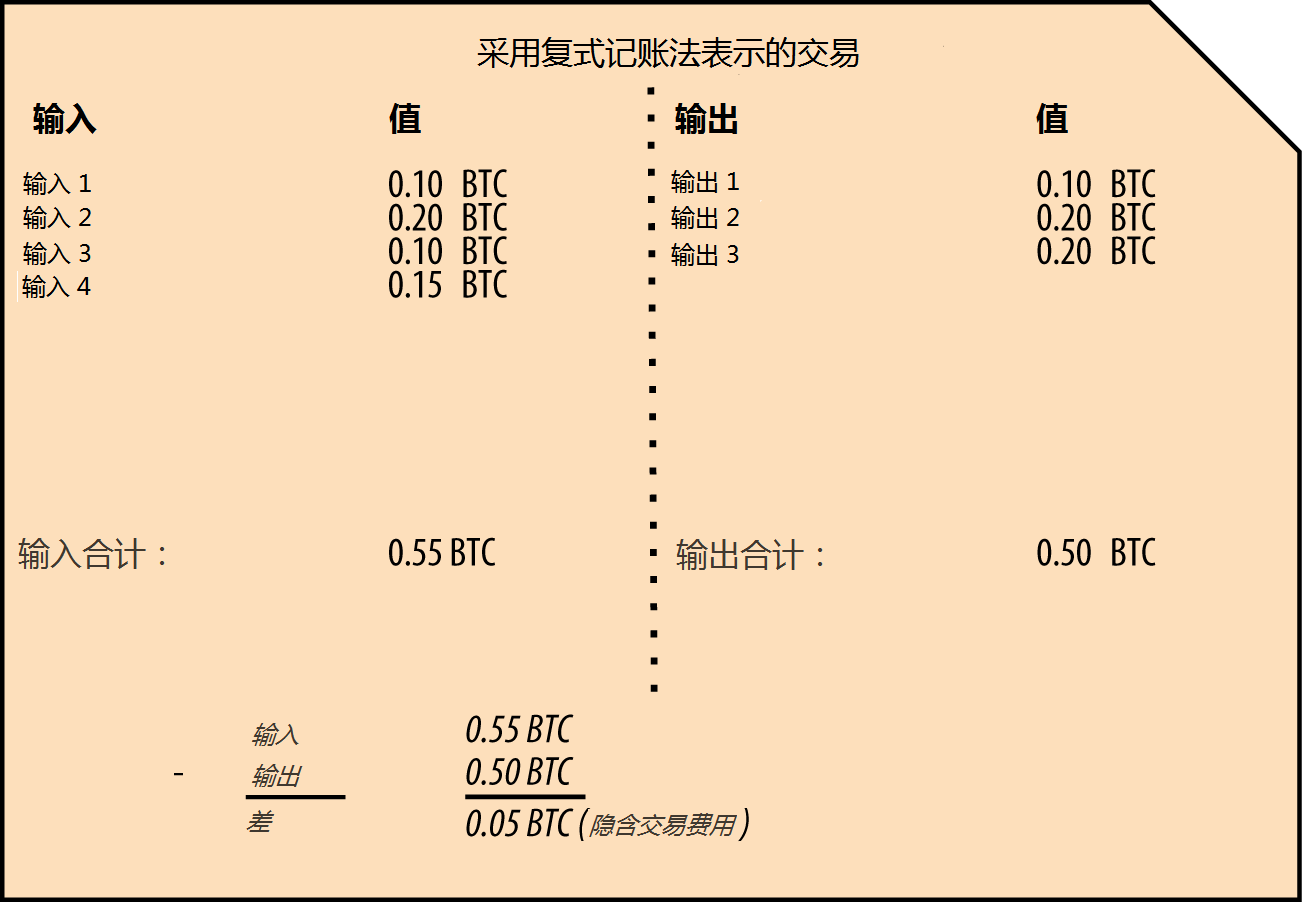 采用复式记账法表示的交易
输入 值 输出 值
输入 1 0.10 BTC 输出 1 0.10 BTC
输入 2 0.20 BTC 输出 2 0.20 BTC
输入 3 0.10 BTC 输出 3 0.20 BTC
输入 4 0.15 BTC
输入合计： 0.55 BTC 输出合计： 0.50 BTC
输入 0.55 BTC
- 输出 0.50 BTC
差 0.05 BTC (隐含交易费用)